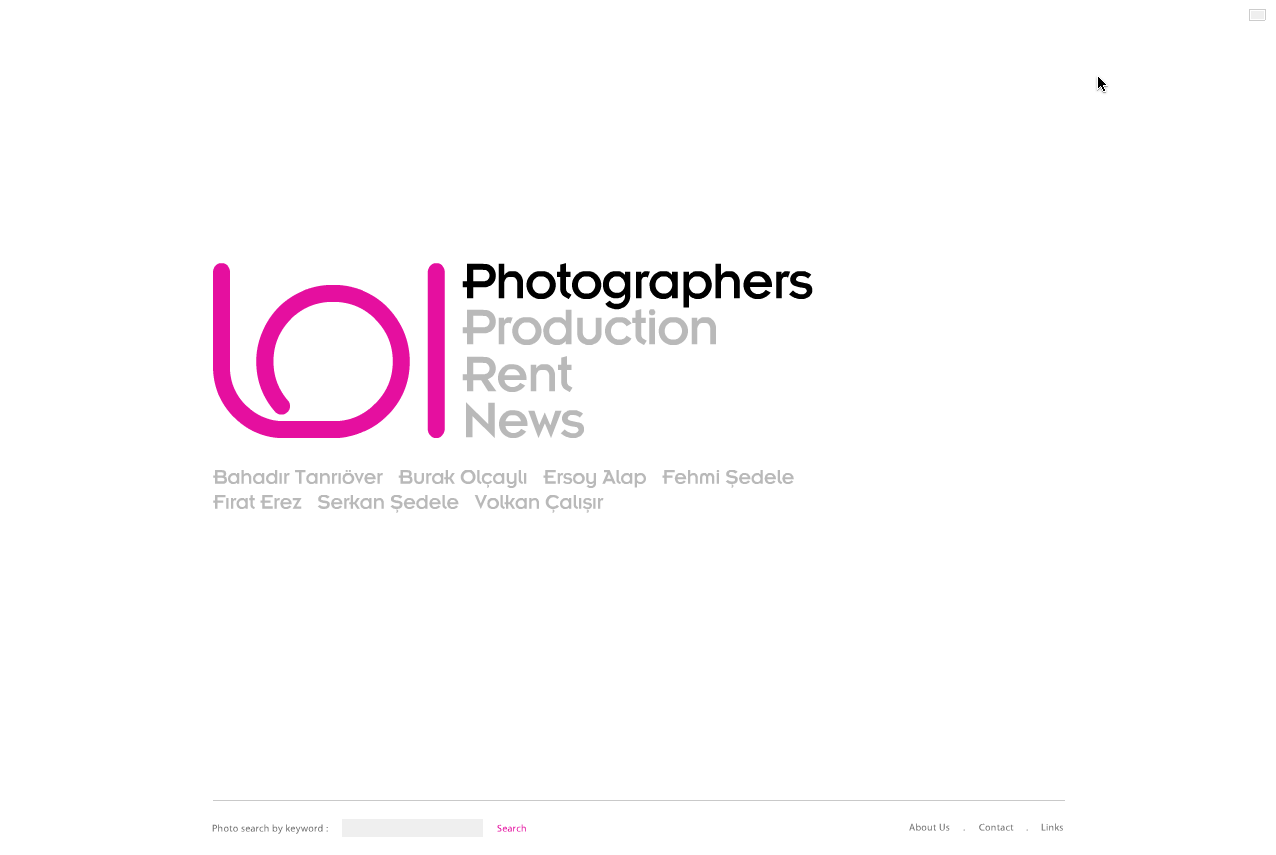 lol
Photographers
Production
Rent
News
Bahadır Tanrıöver Burak Olçaylı Ersoy Alap Fehmi Şedele
Fırat Erez Serkan Şedele Volkan Çalışır
Photo search by keyword : Search
About Us . Contact . Links